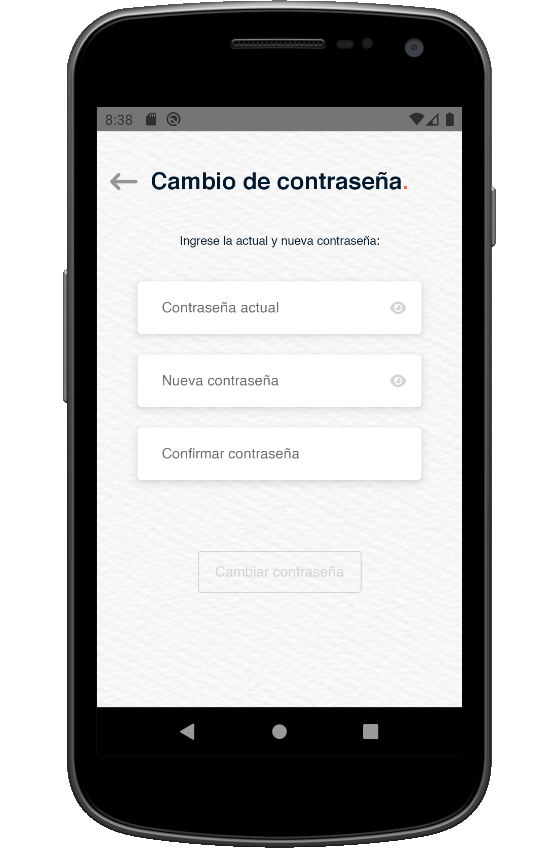 8:38
Cambio de contraseña.
Ingrese la actual y nueva contraseña:
Contraseña actual
Nueva contraseña
Confirmar contraseña
Cambiar contraseña